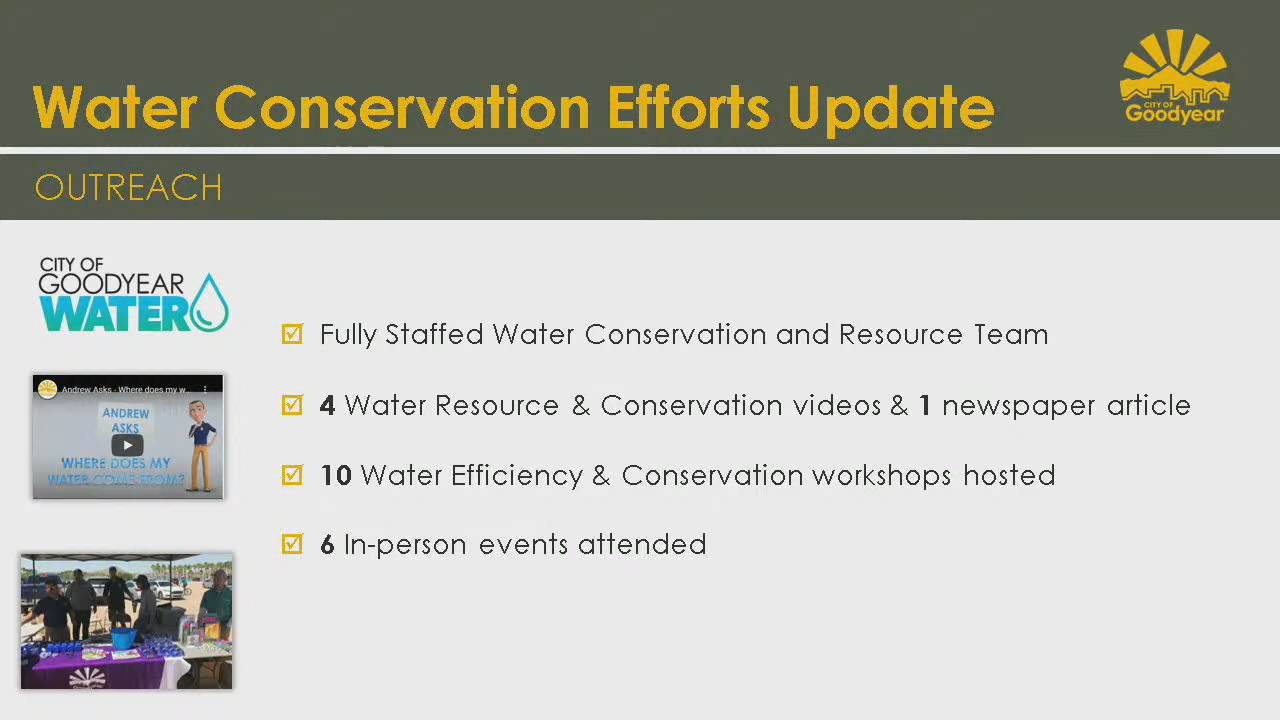 Water Conservation Efforts Update
CITY OF
Goodyear
OUTREACH
CITY OF
GOODYEAR
WATER
Fully Staffed Water Conservation and Resource Team
4 Water Resource & Conservation videos & 1 newspaper article
10 Water Efficiency & Conservation workshops hosted
6 In-person events attended
Andrew Asks - Where does my w...
ANDREW
ASKS
WHERE DOES MY
WATER COME FROM?